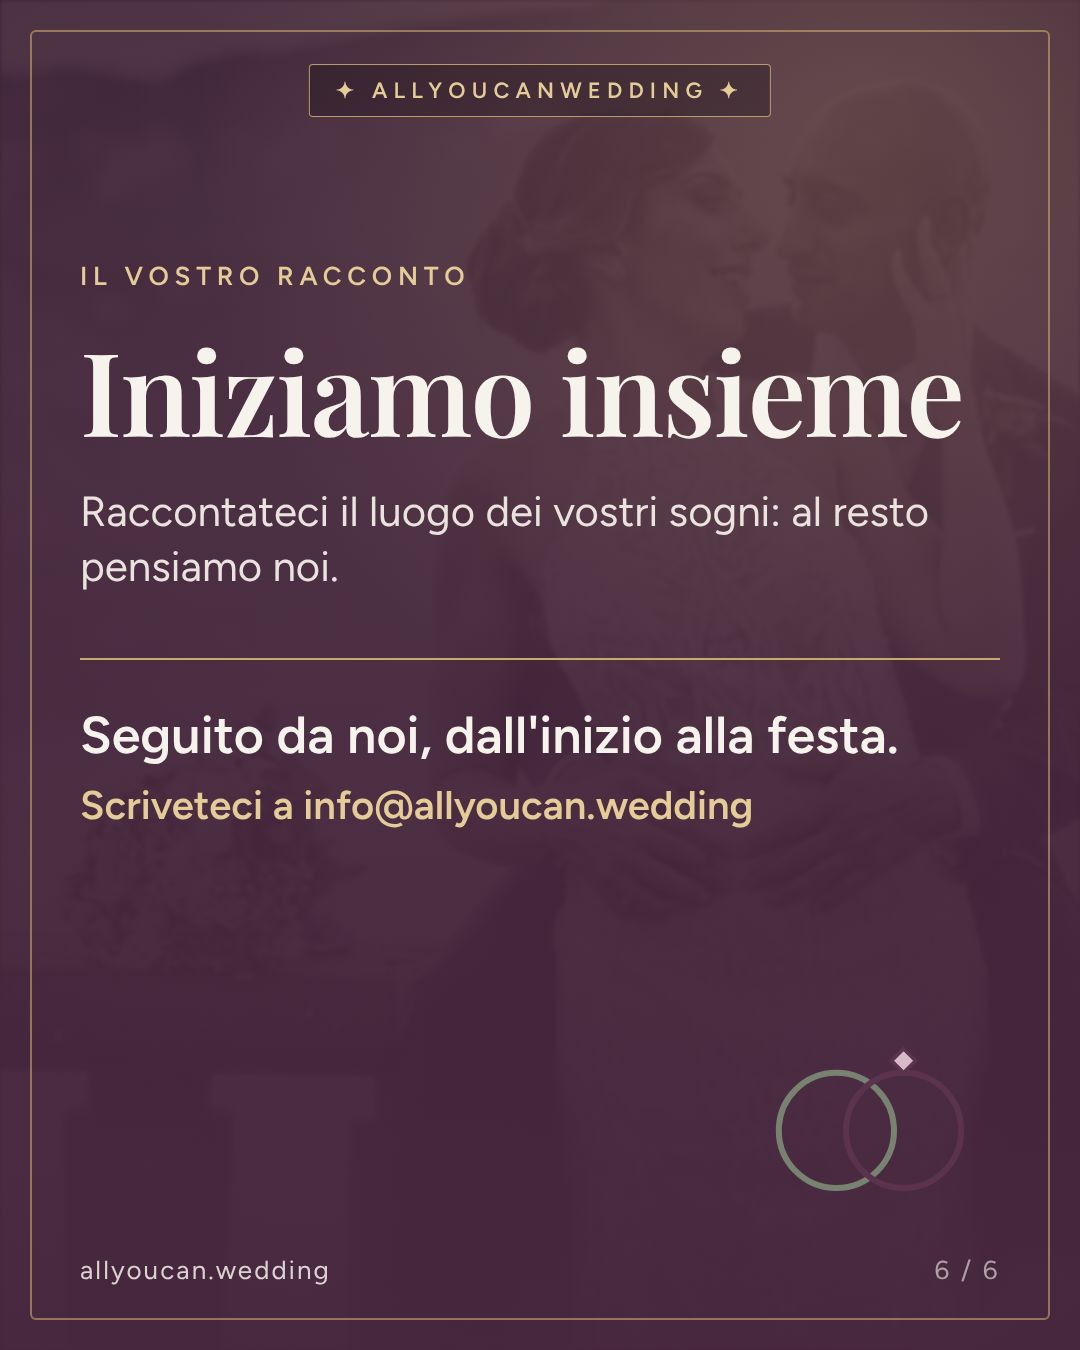 ✦ ALLYOUCANWEDDING ✦
IL VOSTRO RACCONTO
Iniziamo insieme
Raccontateci il luogo dei vostri sogni: al resto
pensiamo noi.
Seguito da noi, dall'inizio alla festa.
Scriveteci a info@allyoucan.wedding
allyoucan.wedding
6 / 6